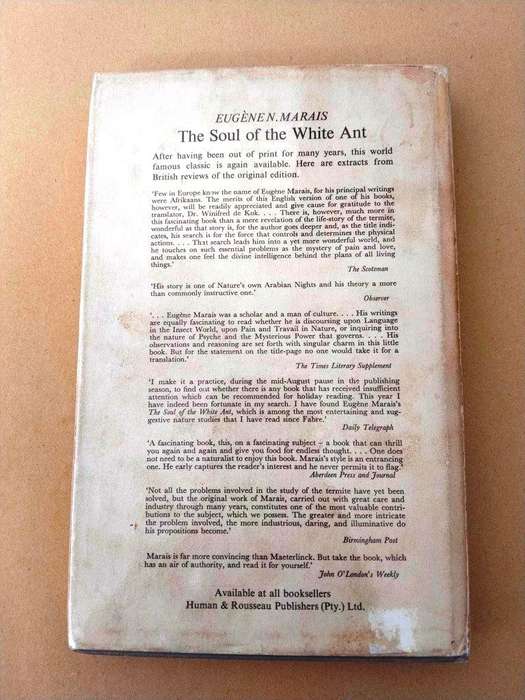 EUGÈNE N. MARAIS
The Soul of the White Ant
After having been out of print for many years, this world
famous classic is again available. Here are extracts from
British reviews of the original edition.
'Few in Europe know the name of Eugène Marais, for his principal writings
were Afrikaans. The merits of this English version of one of his books,
however, will be readily appreciated and give cause for gratitude to the
translator, Dr. Winifred de Kok. . . . There is, however, much more in
this fascinating book than a mere revelation of the life-story of the termite,
wonderful as that story is, for the author goes deeper and, as the title indi-
cates, his search is for the force that controls and determines the physical
actions. . . . That search leads him into a yet more wonderful world, and
he touches on such essential problems as the mystery of pain and love,
and makes one feel the divine intelligence behind the plans of all living
things.'
The Scotsman
'His story is one of Nature's own Arabian Nights and his theory a more
than commonly instructive one.'
Observer
'. . . Eugène Marais was a scholar and a man of culture. . . . His writings
are equally fascinating to read whether he is discoursing upon Language
in the Insect World, upon Pain and Travail in Nature, or inquiring into
the nature of Psyche and the Mysterious Power that governs. . . . His
observations and reasoning are set forth with singular charm in this little
book. But for the statement on the title-page no one would take it for a
translation.'
The Times Literary Supplement
'I make it a practice, during the mid-August pause in the publishing
season, to find out whether there is any book that has received insufficient
attention which can be recommended for holiday reading. This year I
have indeed been fortunate in my search. I have found Eugène Marais's
The Soul of the White Ant, which is among the most entertaining and sug-
gestive nature studies that I have read since Fabre.'
Daily Telegraph
'A fascinating book, this, on a fascinating subject – a book that can thrill
you again and again and give you food for endless thought. . . . One does
not need to be a naturalist to enjoy this book. Marais's style is an entrancing
one. He early captures the reader's interest and he never permits it to flag.'
Aberdeen Press and Journal
'Not all the problems involved in the study of the termite have yet been
solved, but the original work of Marais, carried out with great care and
industry through many years, constitutes one of the most valuable contri-
butions to the subject, which we possess. The greater and more intricate
the problem involved, the more industrious, daring, and illuminative do
his propositions become.'
Birmingham Post
Marais is far more convincing than Maeterlinck. But take the book, which
has an air of authority, and read it for yourself.'
John O'London's Weekly
Available at all booksellers
Human & Rousseau Publishers (Pty.) Ltd.